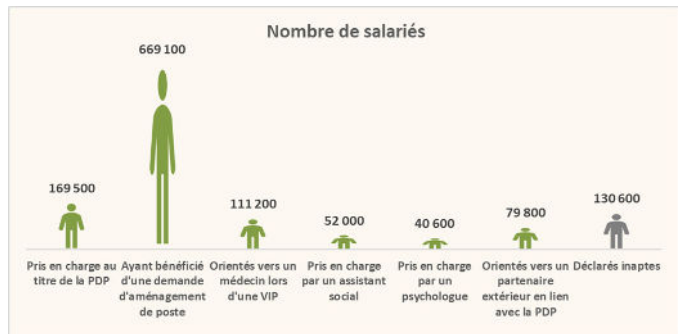 Nombre de salariés
669 100
169 500
111 200
52 000
40 600
79 800
130 600
Pris en charge au
titre de la PDP
Ayant bénéficié
d'une demande
d'aménagement
de poste
Orientés vers un
médecin lors
d'une VIP
Pris en charge
par un assistant
social
Pris en charge
par un
psychologue
Orientés vers un
partenaire
extérieur en lien
avec la PDP
Déclarés inaptes